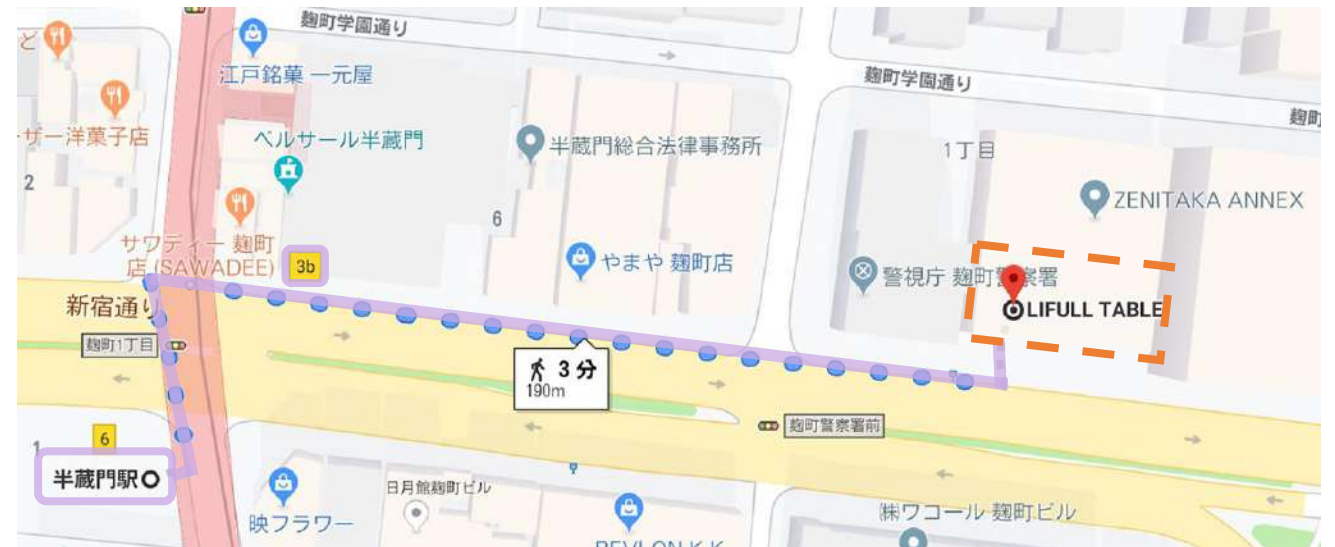 麹町学園通り
ど
江戸銘菓 一元屋
麹町学園通り
麹町
ーザー洋菓子店
ベルサール半蔵門
半蔵門総合法律事務所
1丁目
2
ZENITAKA ANNEX
6
サワディー 麹町
店 (SAWADEE)
3b
やまや 麹町店
警視庁 麹町警察署
新宿通り
LIFULL TABLE
麹町1丁目
3 分
190m
麹町警察署前
1
6
半蔵門駅
日月館麹町ビル
映フラワー
㈱ワコール 麹町ビル
REVLON K.K